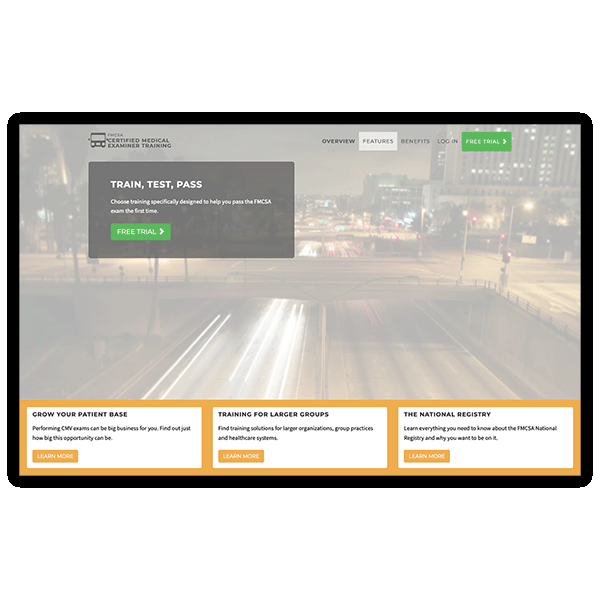 FMCSA
CERTIFIED MEDICAL
EXAMINER TRAINING
OVERVIEW FEATURES BENEFITS LOG IN FREE TRIAL
TRAIN, TEST, PASS
Choose training specifically designed to help you pass the FMCSA
exam the first time.
FREE TRIAL
GROW YOUR PATIENT BASE
Performing CMV exams can be big business for you. Find out just
how big this opportunity can be.
LEARN MORE
TRAINING FOR LARGER GROUPS
Find training solutions for larger organizations, group practices
and healthcare systems.
LEARN MORE
THE NATIONAL REGISTRY
Learn everything you need to know about the FMCSA National
Registry and why you want to be on it.
LEARN MORE